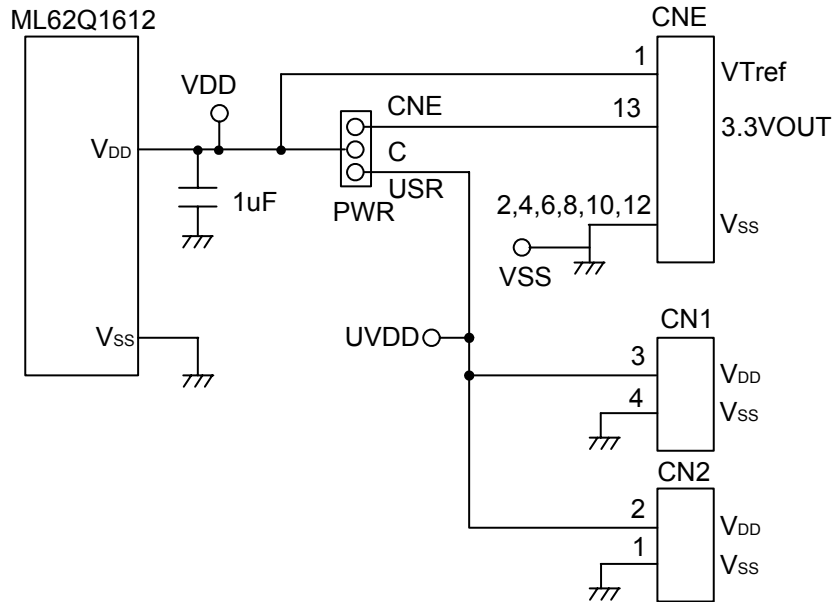 ML62Q1612
CNE
1
VTref
VDD
CNE
13
3.3VOUT
VDD
C
1uF
USR
PWR
2,4,6,8,10,12
VSS
VSS
CN1
VSS
UVDD
3
VDD
4
VSS
CN2
2
VDD
1
VSS